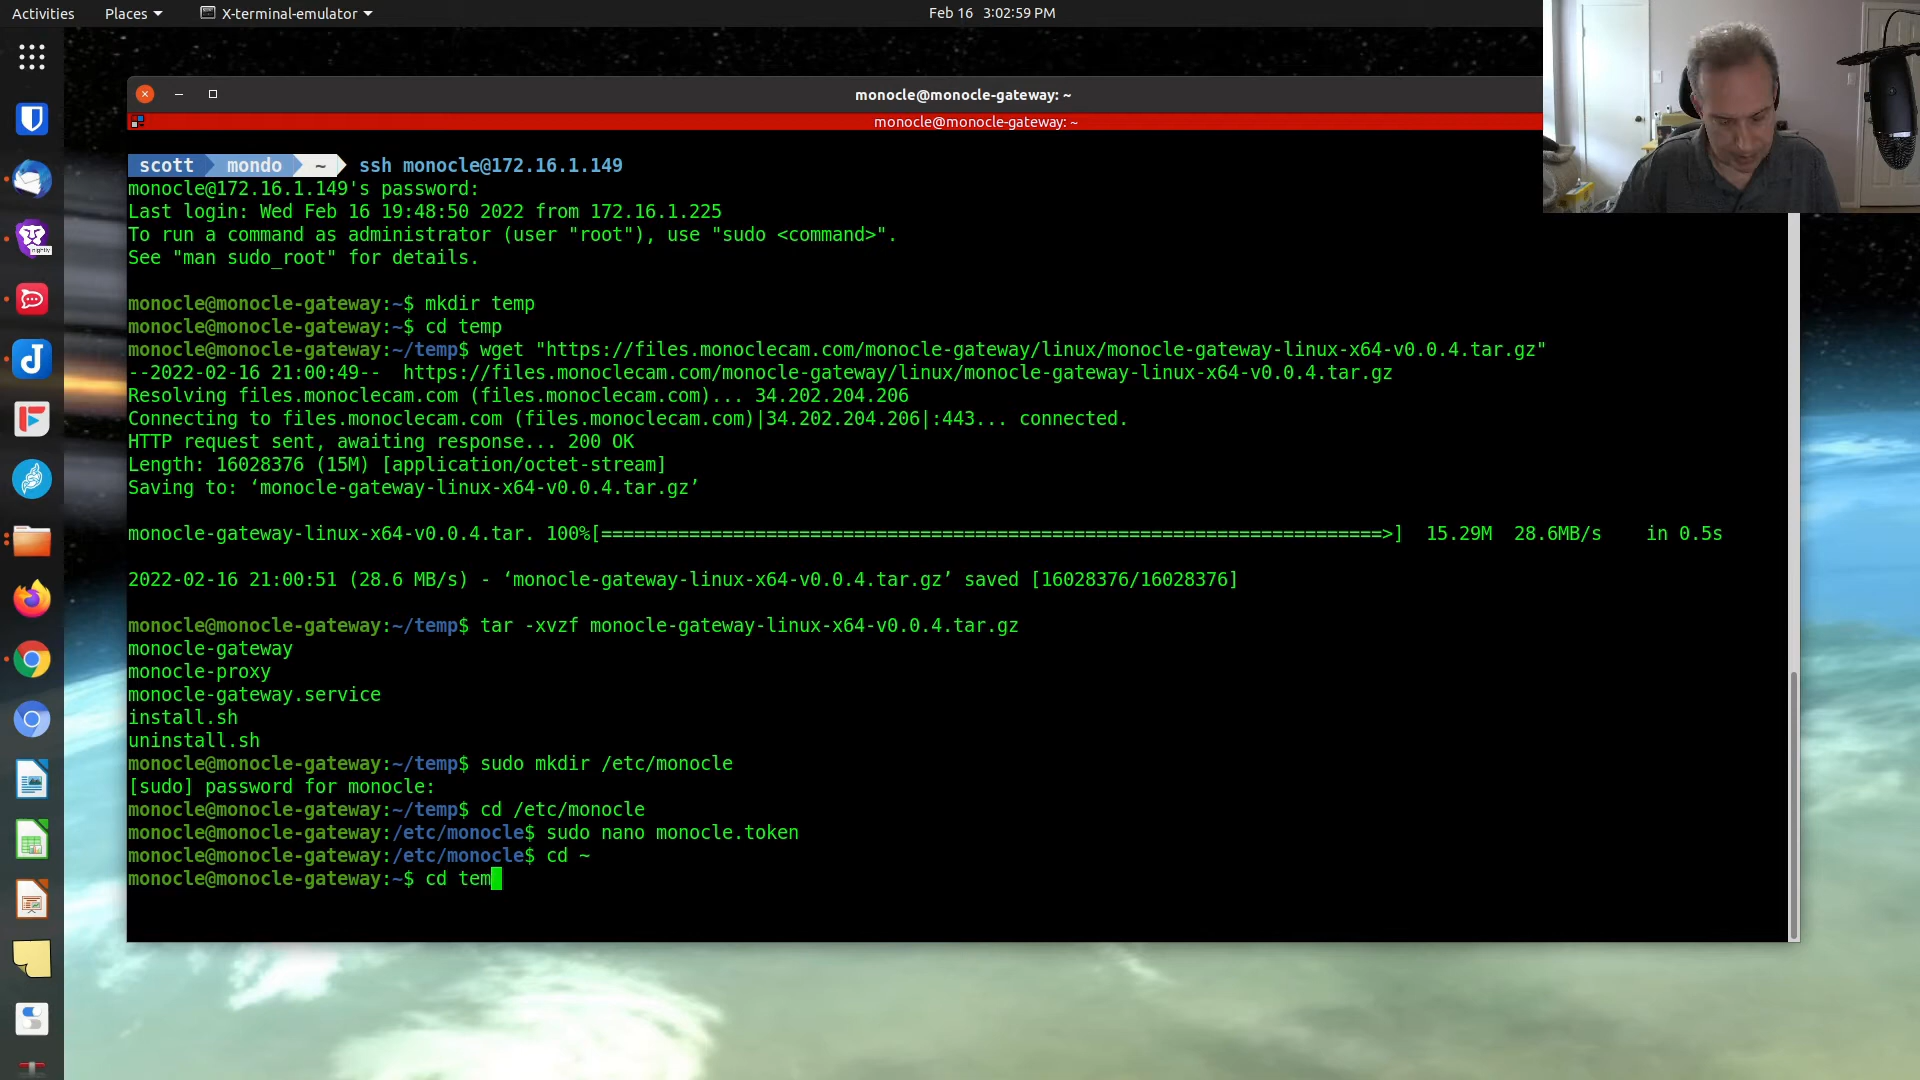 Activities Places X-terminal-emulator Feb 16 3:02:59 PM
monocle@monocle-gateway: ~
monocle@monocle-gateway: ~
scott mondo ~ ssh monocle@172.16.1.149
monocle@172.16.1.149's password:
Last login: Wed Feb 16 19:48:50 2022 from 172.16.1.225
To run a command as administrator (user "root"), use "sudo <command>".
See "man sudo_root" for details.
monocle@monocle-gateway:~$ mkdir temp
monocle@monocle-gateway:~$ cd temp
monocle@monocle-gateway:~/temp$ wget "https://files.monoclecam.com/monocle-gateway/linux/monocle-gateway-linux-x64-v0.0.4.tar.gz"
--2022-02-16 21:00:49--  https://files.monoclecam.com/monocle-gateway/linux/monocle-gateway-linux-x64-v0.0.4.tar.gz
Resolving files.monoclecam.com (files.monoclecam.com)... 34.202.204.206
Connecting to files.monoclecam.com (files.monoclecam.com)|34.202.204.206|:443... connected.
HTTP request sent, awaiting response... 200 OK
Length: 16028376 (15M) [application/octet-stream]
Saving to: ‘monocle-gateway-linux-x64-v0.0.4.tar.gz’
monocle-gateway-linux-x64-v0.0.4.tar. 100%[=======================================================================>]  15.29M  28.6MB/s    in 0.5s
2022-02-16 21:00:51 (28.6 MB/s) - ‘monocle-gateway-linux-x64-v0.0.4.tar.gz’ saved [16028376/16028376]
monocle@monocle-gateway:~/temp$ tar -xvzf monocle-gateway-linux-x64-v0.0.4.tar.gz
monocle-gateway
monocle-proxy
monocle-gateway.service
install.sh
uninstall.sh
monocle@monocle-gateway:~/temp$ sudo mkdir /etc/monocle
[sudo] password for monocle:
monocle@monocle-gateway:~/temp$ cd /etc/monocle
monocle@monocle-gateway:/etc/monocle$ sudo nano monocle.token
monocle@monocle-gateway:/etc/monocle$ cd ~
monocle@monocle-gateway:~$ cd tem